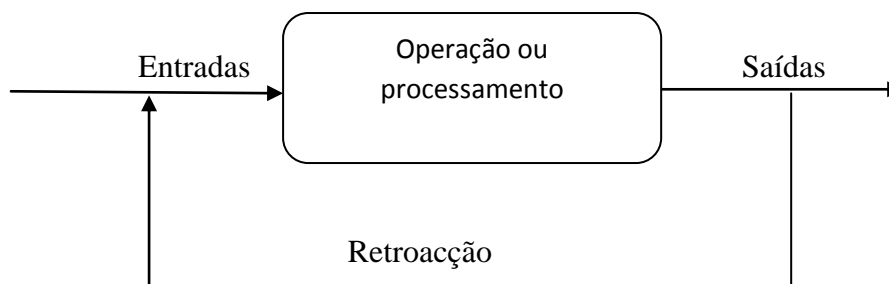 Entradas
Operação ou
processamento
Saídas
Retroacção